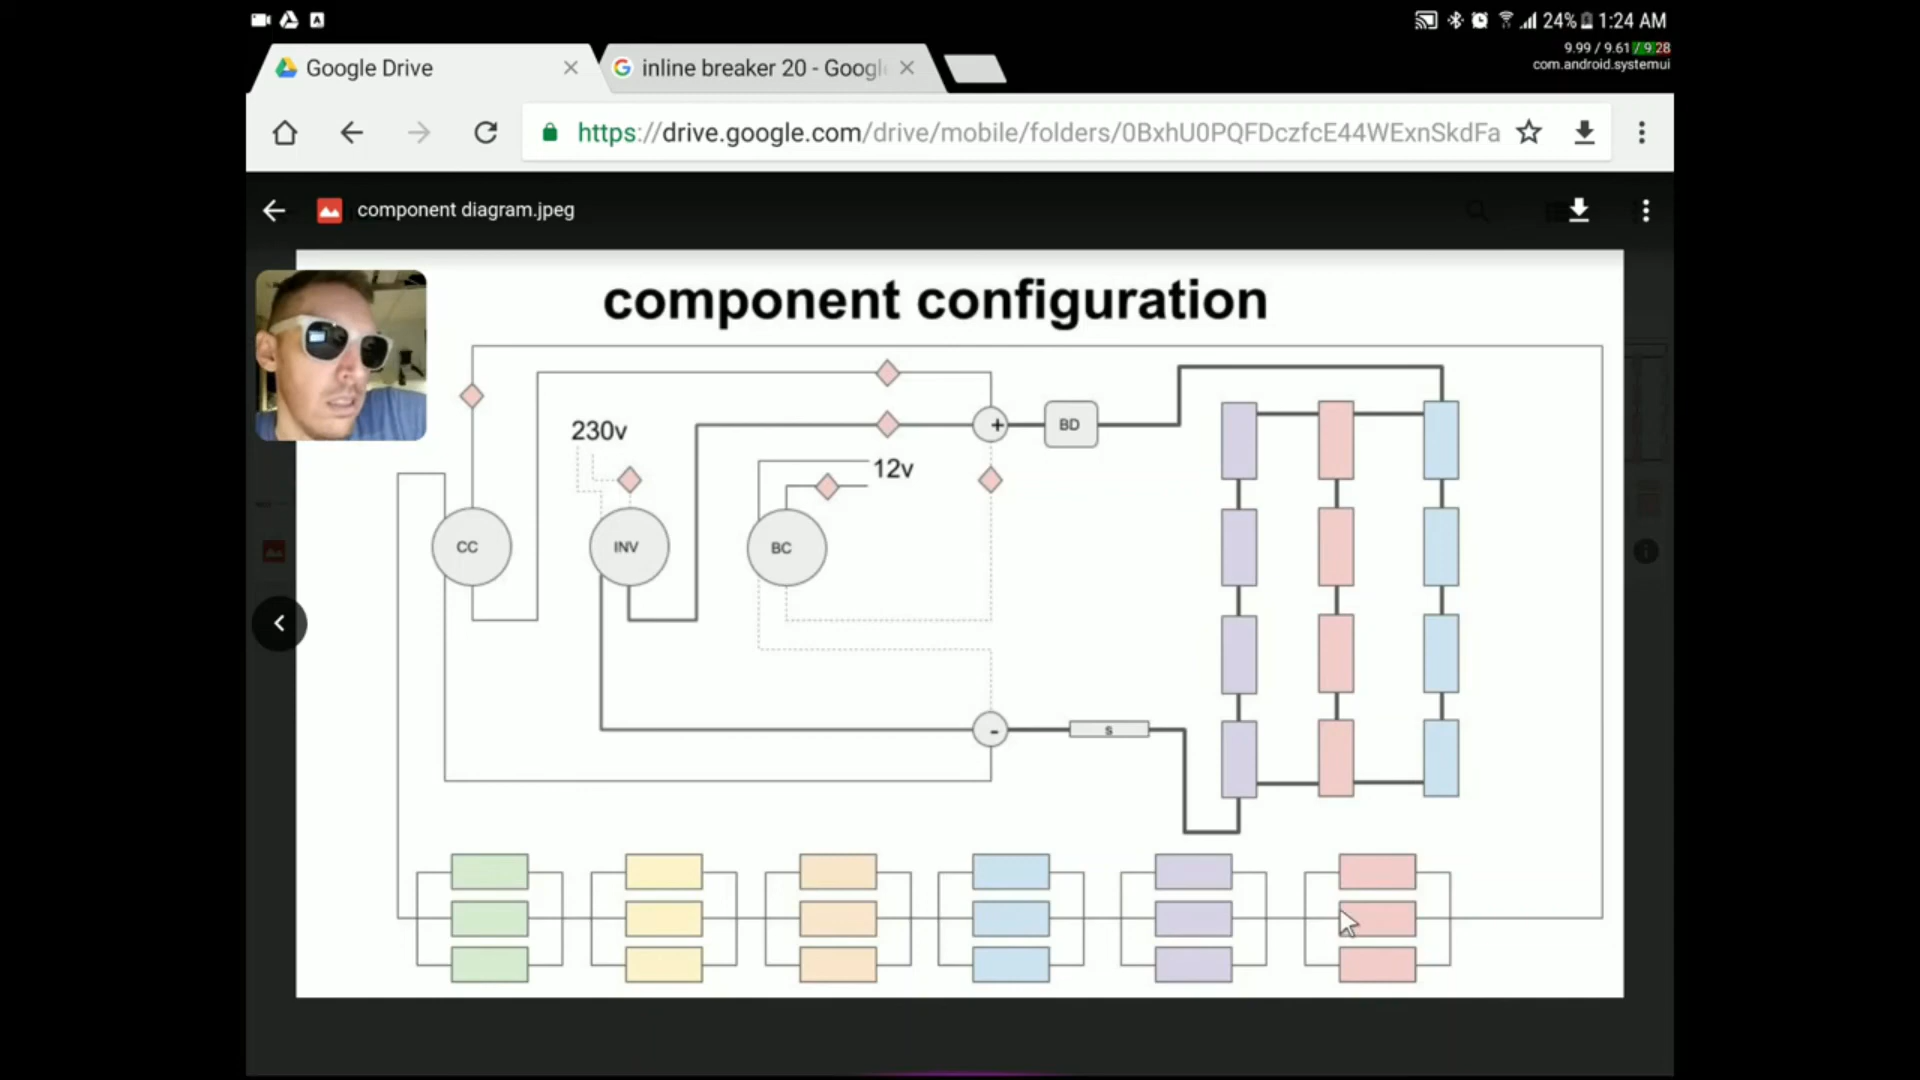 24% 1:24 AM
9.99 / 9.61 / 9.28
com.android.systemui
Google Drive
inline breaker 20 - Googl
https://drive.google.com/drive/mobile/folders/0BxhU0PQFDczfcE44WExnSkdFa
component diagram.jpeg
component configuration
230v
12v
+
BD
CC
INV
BC
-
s